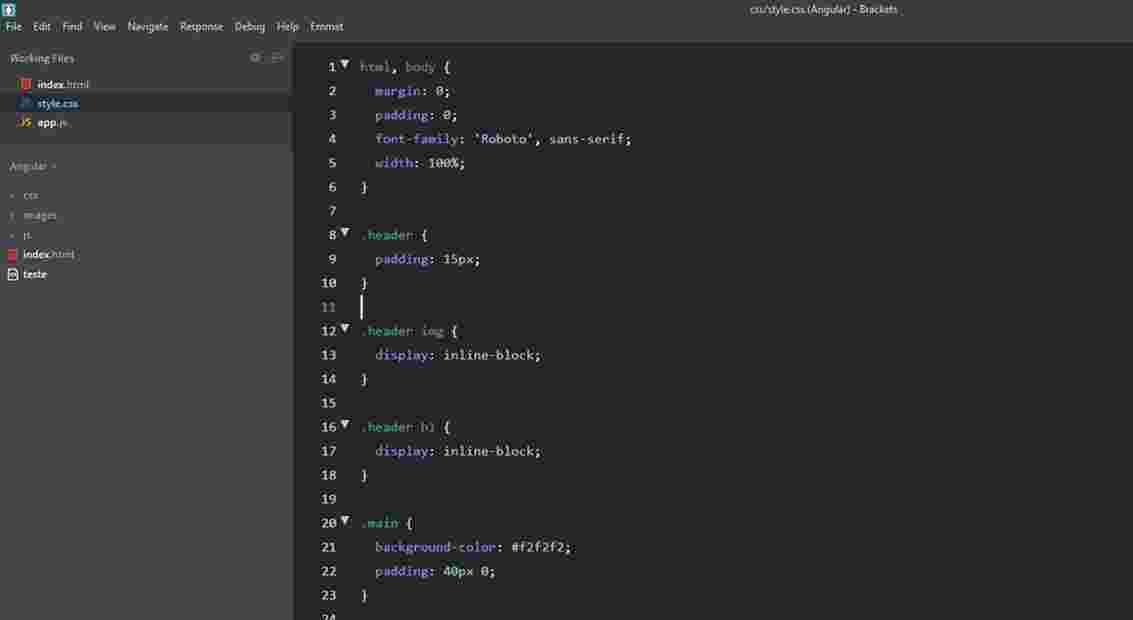 css/style.css (Angular) - Brackets
File Edit Find View Navigate Response Debug Help Emmet
Working Files
index.html
style.css
JS app.js
Angular
css
images
js
index.html
teste
1 html, body {
2 margin: 0;
3 padding: 0;
4 font-family: 'Roboto', sans-serif;
5 width: 100%;
6 }
7
8 .header {
9 padding: 15px;
10 }
11
12 .header img {
13 display: inline-block;
14 }
15
16 .header h1 {
17 display: inline-block;
18 }
19
20 .main {
21 background-color: #f2f2f2;
22 padding: 40px 0;
23 }
24